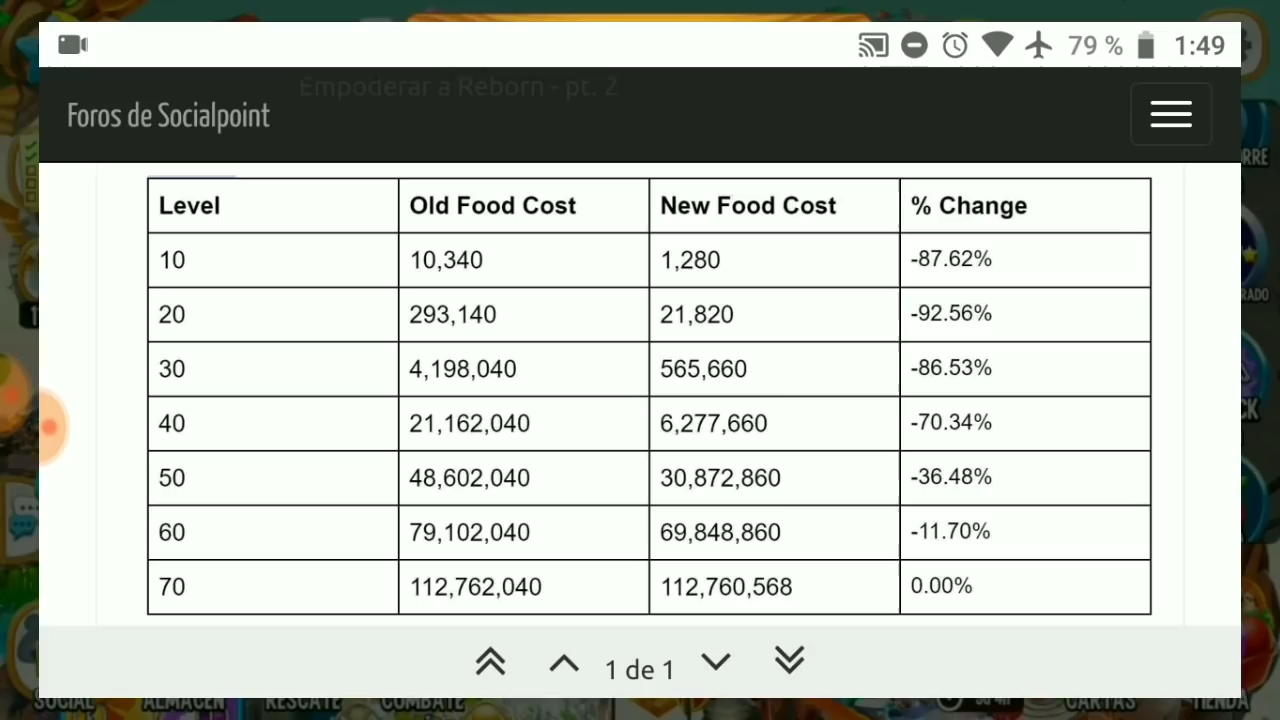 79 % 1:49
Empoderar a Reborn - pt. 2
Foros de Socialpoint
Level Old Food Cost New Food Cost % Change
10 10,340 1,280 -87.62%
20 293,140 21,820 -92.56%
30 4,198,040 565,660 -86.53%
40 21,162,040 6,277,660 -70.34%
50 48,602,040 30,872,860 -36.48%
60 79,102,040 69,848,860 -11.70%
70 112,762,040 112,760,568 0.00%
1 de 1
SOCIAL ALMACÉN RESCATE COMBATE CARTAS TIENDA